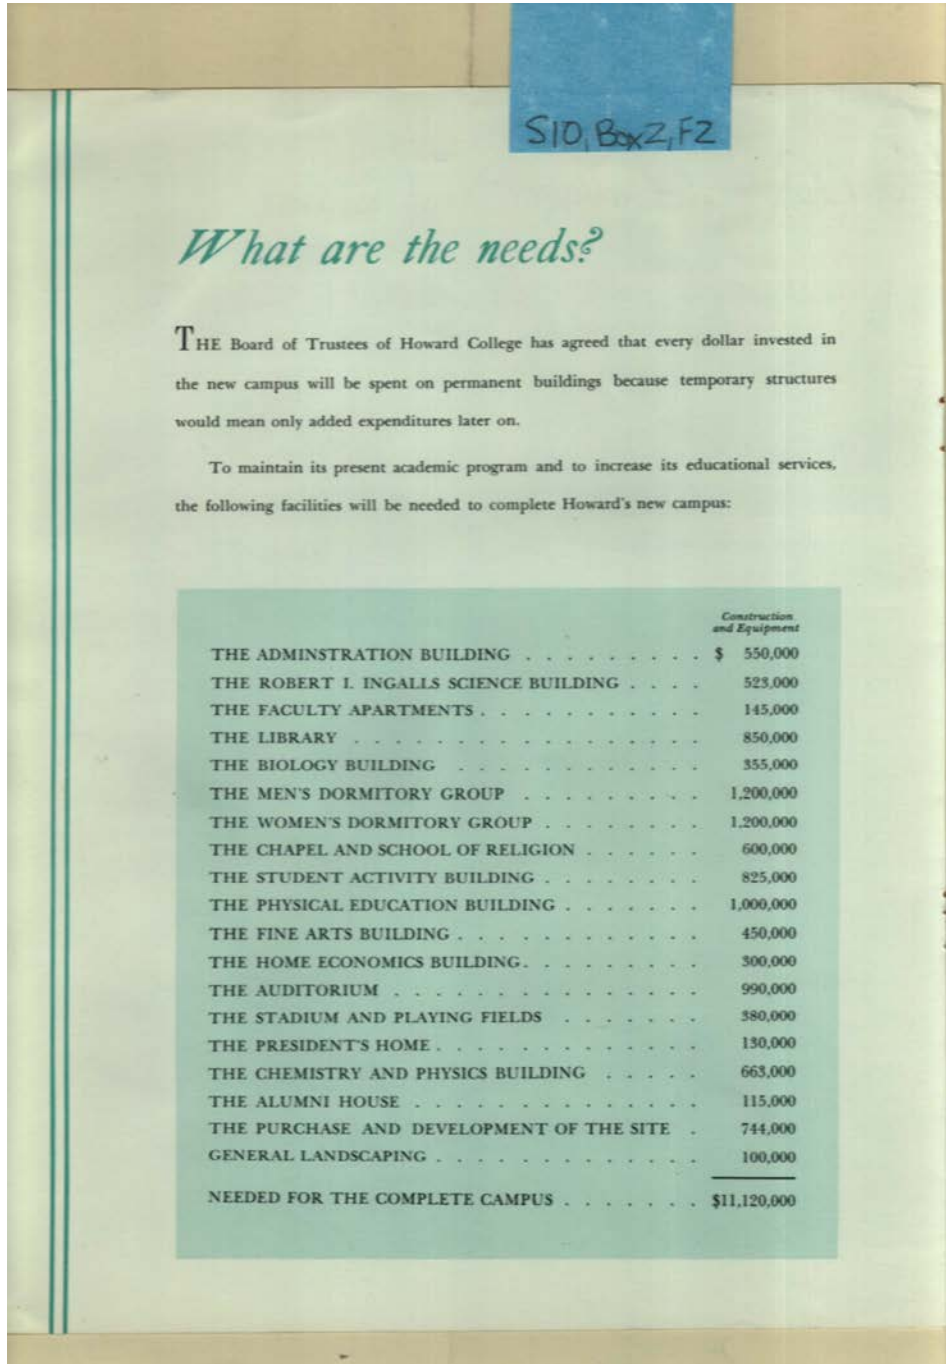 S10, Box 2, F2
What are the needs?
THE Board of Trustees of Howard College has agreed that every dollar invested in
the new campus will be spent on permanent buildings because temporary structures
would mean only added expenditures later on.
To maintain its present academic program and to increase its educational services,
the following facilities will be needed to complete Howard's new campus:
Construction
and Equipment
THE ADMINSTRATION BUILDING . . . . . . . . . $ 550,000
THE ROBERT I. INGALLS SCIENCE BUILDING . . . . 523,000
THE FACULTY APARTMENTS . . . . . . . . . . . 145,000
THE LIBRARY . . . . . . . . . . . . . . . . . 850,000
THE BIOLOGY BUILDING . . . . . . . . . . . . 355,000
THE MEN'S DORMITORY GROUP . . . . . . . . . 1,200,000
THE WOMEN'S DORMITORY GROUP . . . . . . . . 1,200,000
THE CHAPEL AND SCHOOL OF RELIGION . . . . . . 600,000
THE STUDENT ACTIVITY BUILDING . . . . . . . . 825,000
THE PHYSICAL EDUCATION BUILDING . . . . . . . 1,000,000
THE FINE ARTS BUILDING . . . . . . . . . . . . 450,000
THE HOME ECONOMICS BUILDING . . . . . . . . . 300,000
THE AUDITORIUM . . . . . . . . . . . . . . . 990,000
THE STADIUM AND PLAYING FIELDS . . . . . . . 380,000
THE PRESIDENT'S HOME . . . . . . . . . . . . . 130,000
THE CHEMISTRY AND PHYSICS BUILDING . . . . . 663,000
THE ALUMNI HOUSE . . . . . . . . . . . . . . 115,000
THE PURCHASE AND DEVELOPMENT OF THE SITE . 744,000
GENERAL LANDSCAPING . . . . . . . . . . . . . 100,000
NEEDED FOR THE COMPLETE CAMPUS . . . . . . . $11,120,000